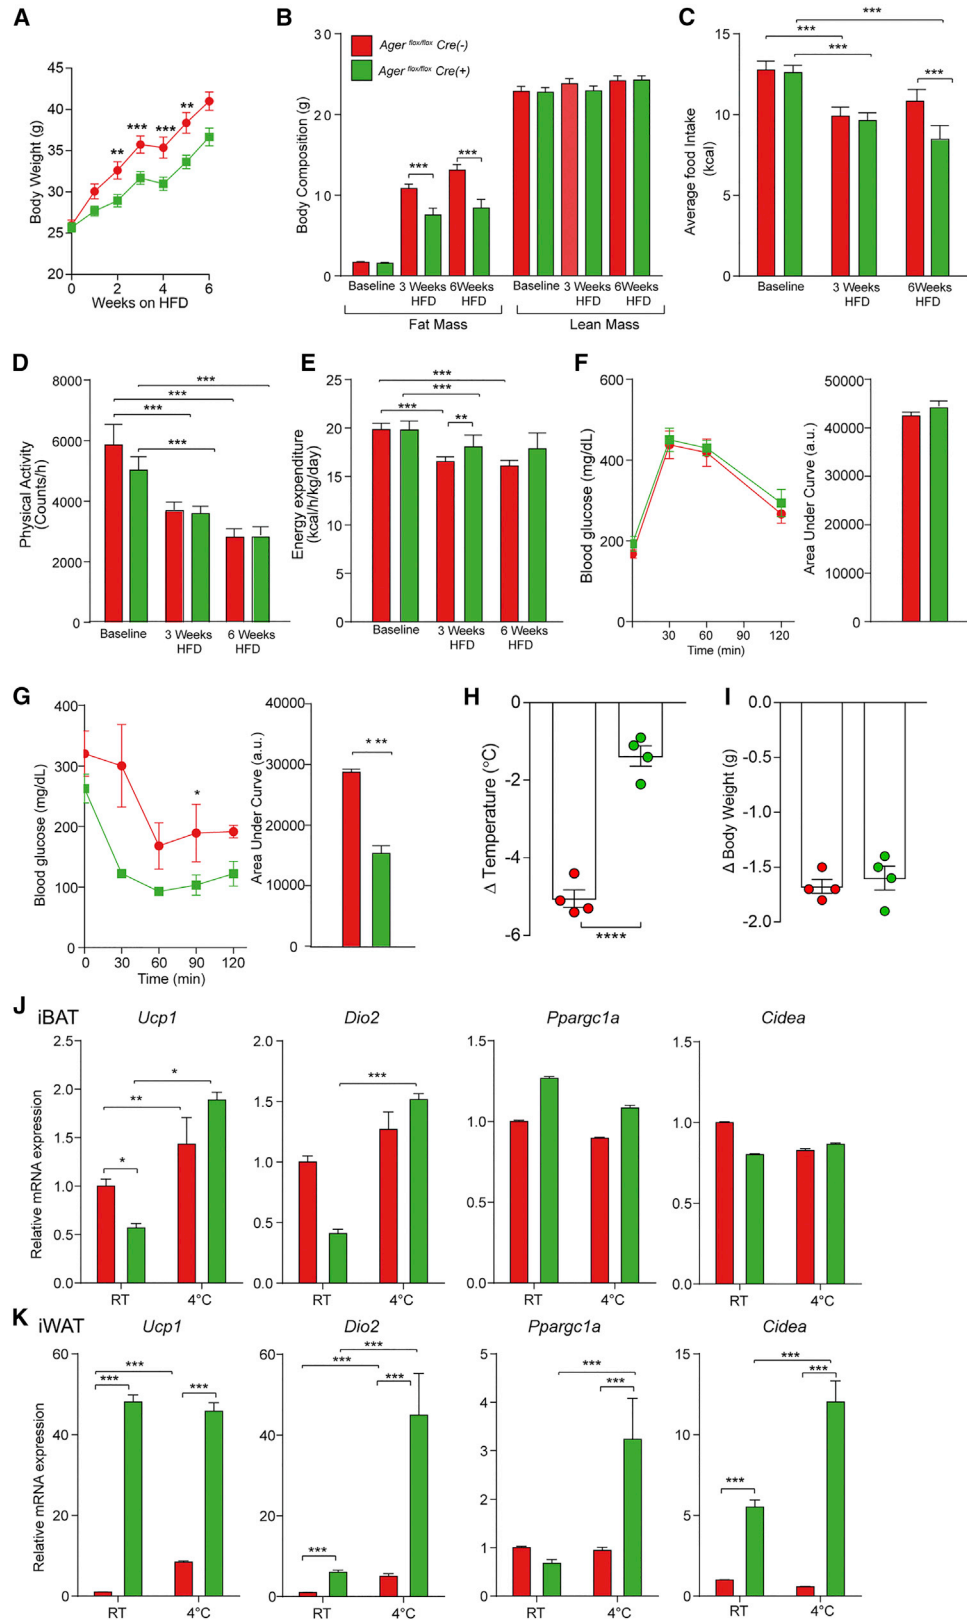 A
Body Weight (g)
45
40
35
30
25
20
**
***
***
**
0
2
4
6
Weeks on HFD
B
Body Composition (g)
30
20
10
0
Ager flox/flox Cre(-)
Ager flox/flox Cre(+)
***
***
Baseline
3 Weeks
HFD
6Weeks
HFD
Baseline
3 Weeks
HFD
6Weeks
HFD
Fat Mass
Lean Mass
C
Average food Intake
(kcal)
15
10
5
0
***
***
***
***
Baseline
3 Weeks
HFD
6Weeks
HFD
D
Physical Activity
(Counts/h)
8000
6000
4000
2000
0
***
***
***
***
Baseline
3 Weeks
HFD
6 Weeks
HFD
E
Energy expenditure
(kcal/h/kg/day)
25
20
15
10
5
0
***
***
***
**
Baseline
3 Weeks
HFD
6 Weeks
HFD
F
Blood glucose (mg/dL)
600
400
200
0
30
60
90
120
Time (min)
Area Under Curve (a.u.)
50000
40000
30000
20000
10000
0
G
Blood glucose (mg/dL)
400
300
200
100
0
*
0
30
60
90
120
Time (min)
Area Under Curve (a.u.)
40000
30000
20000
10000
0
* **
H
Δ Temperature (°C)
0
-2
-4
-6
****
I
Δ Body Weight (g)
0.0
-0.5
-1.0
-1.5
-2.0
J
iBAT
Relative mRNA expression
Ucp1
2.5
2.0
1.5
1.0
0.5
0.0
*
**
*
RT
4°C
Dio2
2.0
1.5
1.0
0.5
0.0
***
RT
4°C
Ppargc1a
1.5
1.0
0.5
0.0
RT
4°C
Cidea
1.5
1.0
0.5
0.0
RT
4°C
K
iWAT
Relative mRNA expression
Ucp1
60
40
20
0
***
***
***
RT
4°C
Dio2
60
40
20
0
***
***
***
***
RT
4°C
Ppargc1a
5
4
3
2
1
0
***
***
RT
4°C
Cidea
15
10
5
0
***
***
***
RT
4°C